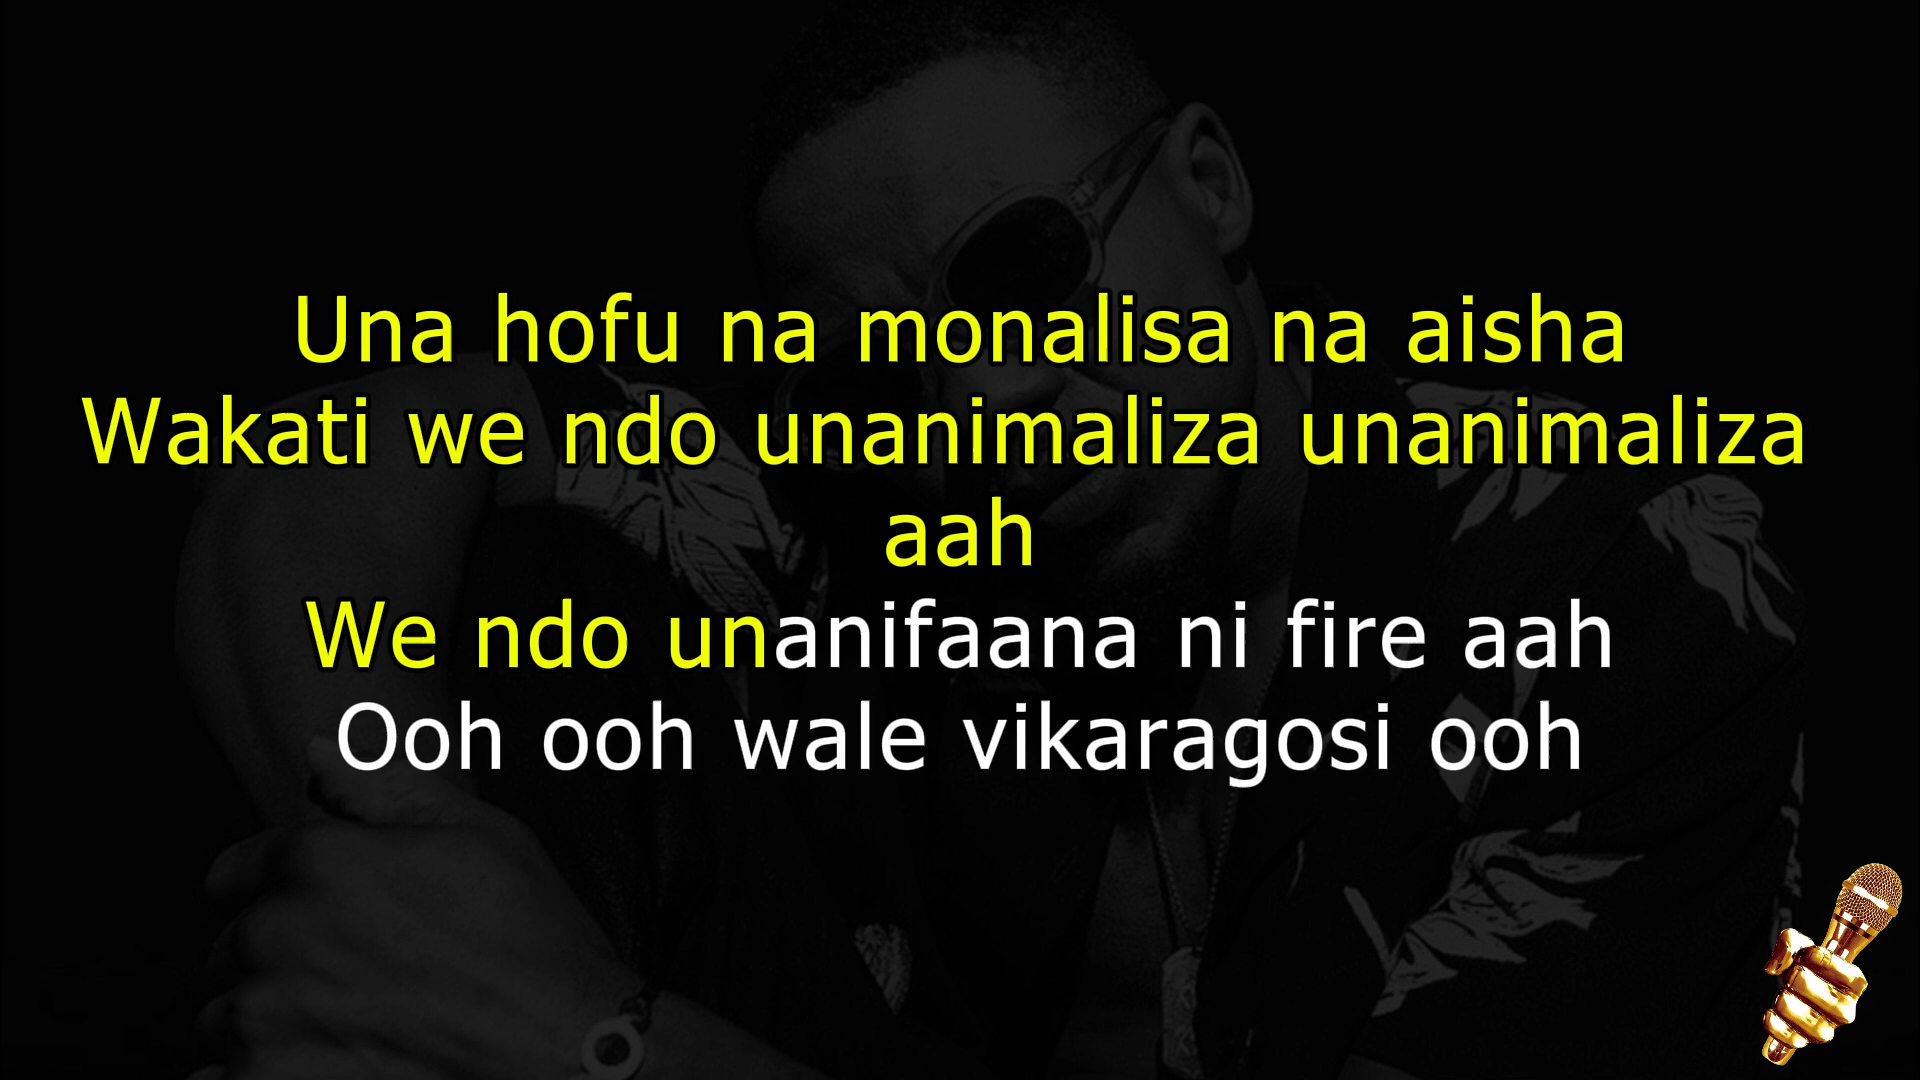 Una hofu na monalisa na aisha
Wakati we ndo unanimaliza unanimaliza
aah
We ndo unanifaana ni fire aah
Ooh ooh wale vikaragosi ooh